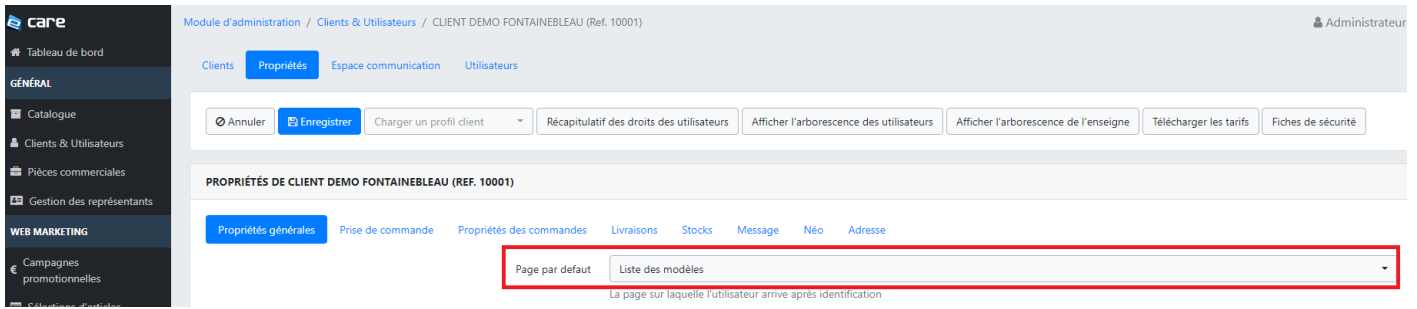 care
Module d'administration / Clients & Utilisateurs / CLIENT DEMO FONTAINEBLEAU (Ref. 10001)
Administrateur
Tableau de bord
GÉNÉRAL
Catalogue
Clients & Utilisateurs
Pièces commerciales
Gestion des représentants
WEB MARKETING
Campagnes
promotionnelles
Sélections d'articles
Clients Propriétés Espace communication Utilisateurs
Annuler Enregistrer Charger un profil client Récapitulatif des droits des utilisateurs Afficher l'arborescence des utilisateurs Afficher l'arborescence de l'enseigne Télécharger les tarifs Fiches de sécurité
PROPRIÉTÉS DE CLIENT DEMO FONTAINEBLEAU (REF. 10001)
Propriétés générales Prise de commande Propriétés des commandes Livraisons Stocks Message Néo Adresse
Page par defaut Liste des modèles
La page sur laquelle l'utilisateur arrive après identification